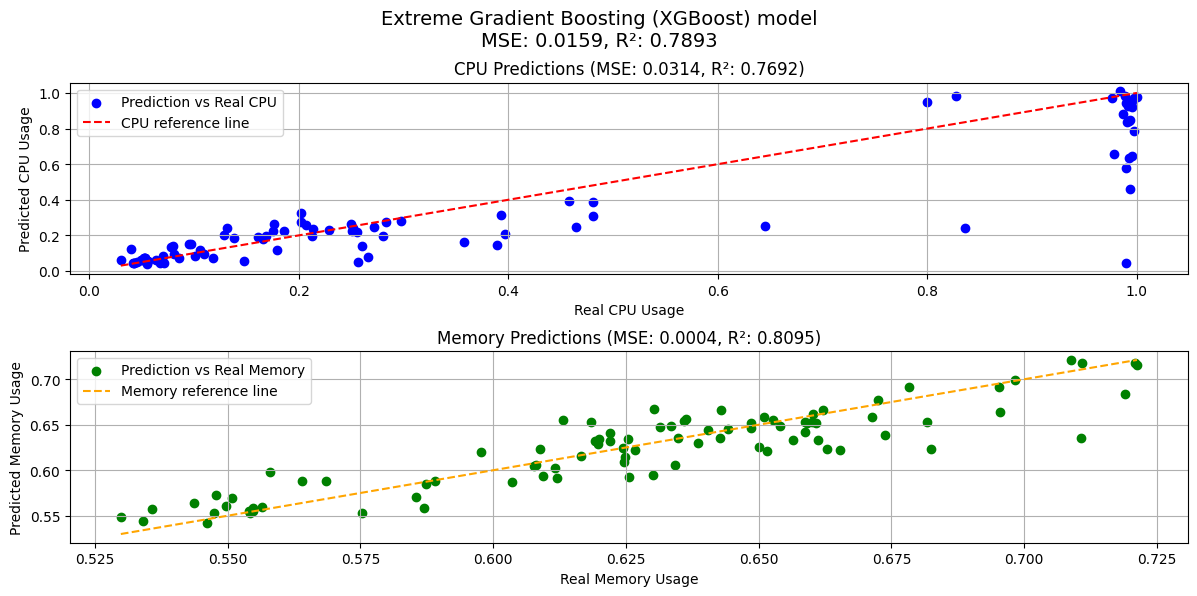 Extreme Gradient Boosting (XGBoost) model
MSE: 0.0159, R²: 0.7893
CPU Predictions (MSE: 0.0314, R²: 0.7692)
Prediction vs Real CPU
CPU reference line
Predicted CPU Usage
1.0
0.8
0.6
0.4
0.2
0.0
0.0 0.2 0.4 0.6 0.8 1.0
Real CPU Usage
Memory Predictions (MSE: 0.0004, R²: 0.8095)
Prediction vs Real Memory
Memory reference line
Predicted Memory Usage
0.70
0.65
0.60
0.55
0.525 0.550 0.575 0.600 0.625 0.650 0.675 0.700 0.725
Real Memory Usage